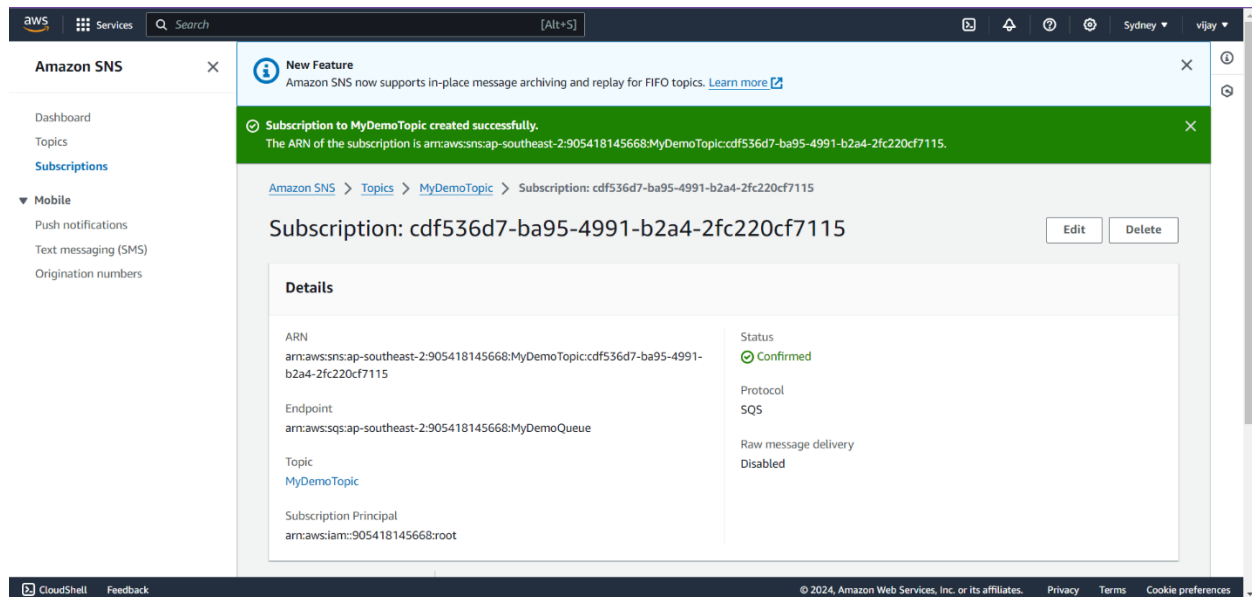 aws Services Search [Alt+S] Sydney ▼ vijay ▼
Amazon SNS
Dashboard
Topics
Subscriptions
▼ Mobile
Push notifications
Text messaging (SMS)
Origination numbers
New Feature
Amazon SNS now supports in-place message archiving and replay for FIFO topics. Learn more
Subscription to MyDemoTopic created successfully.
The ARN of the subscription is arn:aws:sns:ap-southeast-2:905418145668:MyDemoTopic:cdf536d7-ba95-4991-b2a4-2fc220cf7115.
Amazon SNS > Topics > MyDemoTopic > Subscription: cdf536d7-ba95-4991-b2a4-2fc220cf7115
Subscription: cdf536d7-ba95-4991-b2a4-2fc220cf7115
Edit Delete
Details
ARN
arn:aws:sns:ap-southeast-2:905418145668:MyDemoTopic:cdf536d7-ba95-4991-
b2a4-2fc220cf7115
Endpoint
arn:aws:sqs:ap-southeast-2:905418145668:MyDemoQueue
Topic
MyDemoTopic
Subscription Principal
arn:aws:iam::905418145668:root
Status
Confirmed
Protocol
SQS
Raw message delivery
Disabled
CloudShell Feedback © 2024, Amazon Web Services, Inc. or its affiliates. Privacy Terms Cookie preferences